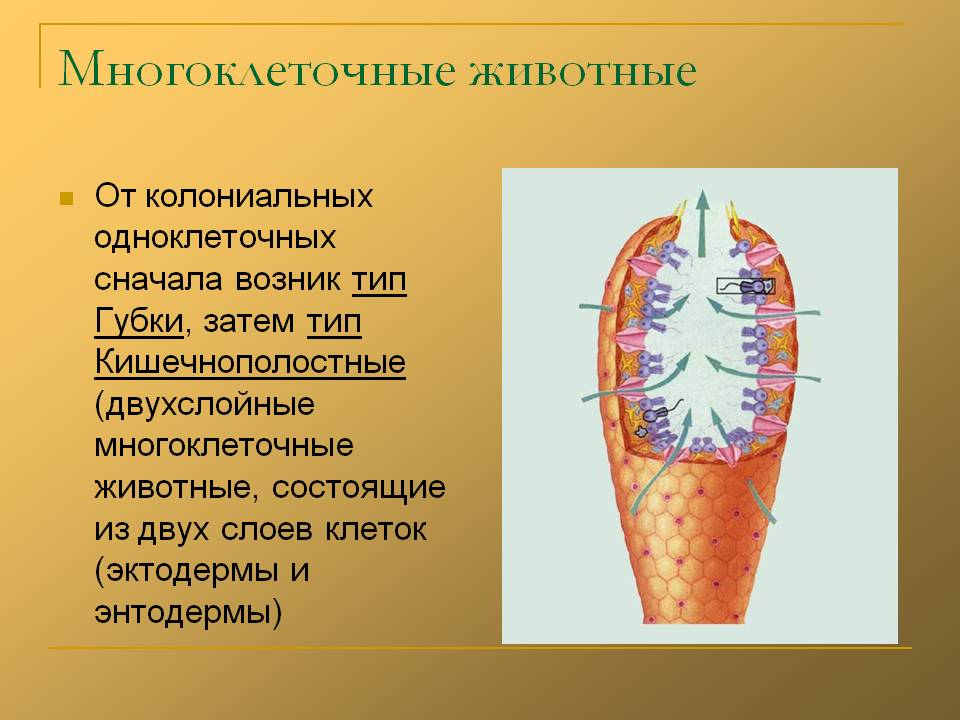 Многоклеточные животные
От колониальных
одноклеточных
сначала возник тип
Губки, затем тип
Кишечнополостные
(двухслойные
многоклеточные
животные, состоящие
из двух слоев клеток
(эктодермы и
энтодермы)